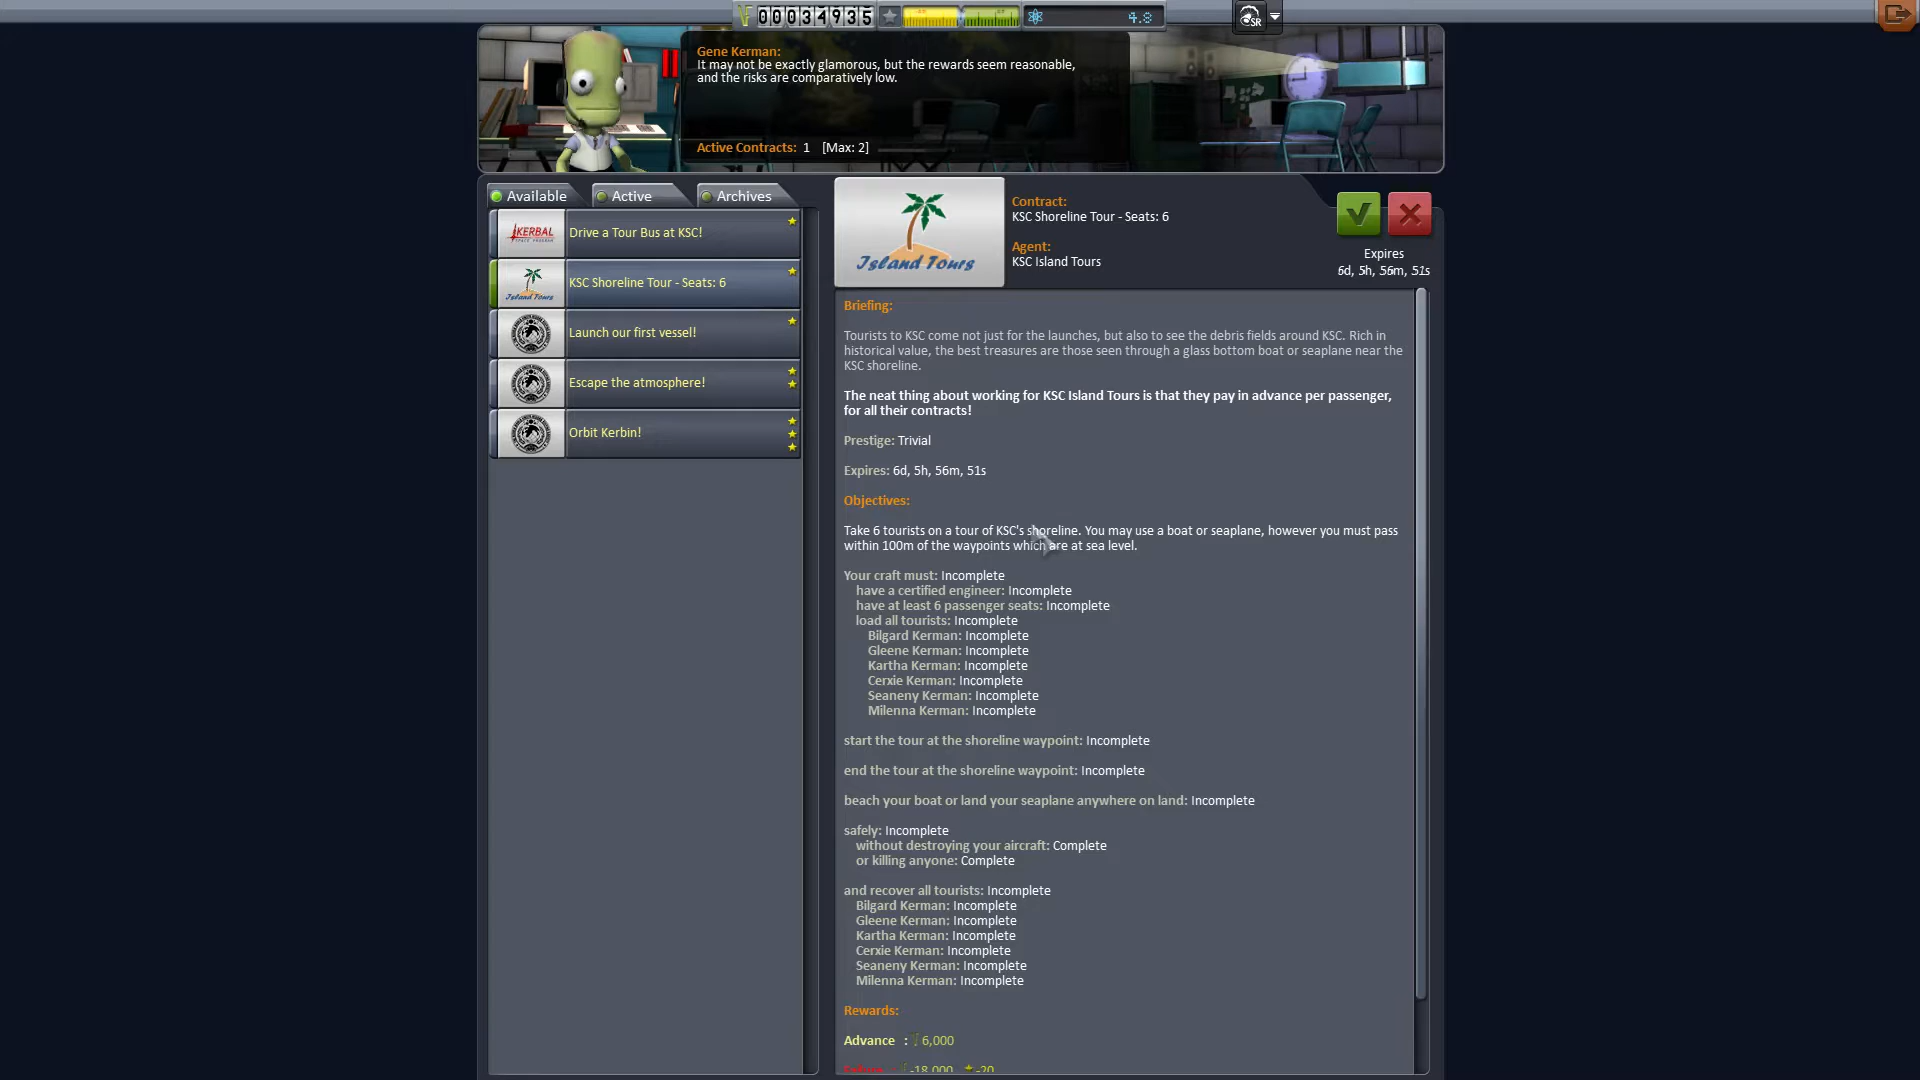 00034935
4.8
SR
Gene Kerman:
It may not be exactly glamorous, but the rewards seem reasonable,
and the risks are comparatively low.
Active Contracts: 1 [Max: 2]
Available
Active
Archives
KERBAL
SPACE PROGRAM
Drive a Tour Bus at KSC!
Island Tours
KSC Shoreline Tour - Seats: 6
Launch our first vessel!
Escape the atmosphere!
Orbit Kerbin!
Island Tours
Contract:
KSC Shoreline Tour - Seats: 6
Agent:
KSC Island Tours
Expires
6d, 5h, 56m, 51s
Briefing:
Tourists to KSC come not just for the launches, but also to see the debris fields around KSC. Rich in
historical value, the best treasures are those seen through a glass bottom boat or seaplane near the
KSC shoreline.
The neat thing about working for KSC Island Tours is that they pay in advance per passenger,
for all their contracts!
Prestige: Trivial
Expires: 6d, 5h, 56m, 51s
Objectives:
Take 6 tourists on a tour of KSC's shoreline. You may use a boat or seaplane, however you must pass
within 100m of the waypoints which are at sea level.
Your craft must: Incomplete
have a certified engineer: Incomplete
have at least 6 passenger seats: Incomplete
load all tourists: Incomplete
Bilgard Kerman: Incomplete
Gleene Kerman: Incomplete
Kartha Kerman: Incomplete
Cerxie Kerman: Incomplete
Seaneny Kerman: Incomplete
Milenna Kerman: Incomplete
start the tour at the shoreline waypoint: Incomplete
end the tour at the shoreline waypoint: Incomplete
beach your boat or land your seaplane anywhere on land: Incomplete
safely: Incomplete
without destroying your aircraft: Complete
or killing anyone: Complete
and recover all tourists: Incomplete
Bilgard Kerman: Incomplete
Gleene Kerman: Incomplete
Kartha Kerman: Incomplete
Cerxie Kerman: Incomplete
Seaneny Kerman: Incomplete
Milenna Kerman: Incomplete
Rewards:
Advance : 6,000
Failure : -18,000 -20